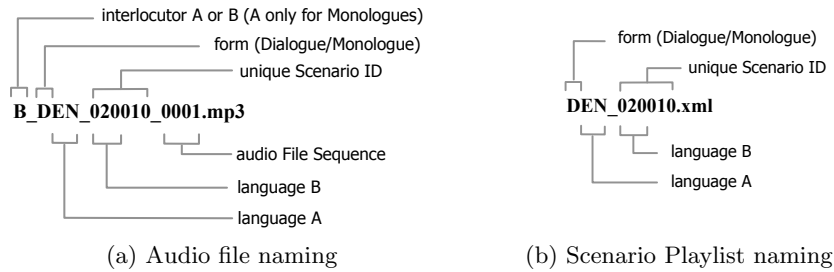 interlocutor A or B (A only for Monologues)
form (Dialogue/Monologue)
unique Scenario ID
B_DEN_020010_0001.mp3
audio File Sequence
language B
language A
(a) Audio file naming
form (Dialogue/Monologue)
unique Scenario ID
DEN_020010.xml
language B
language A
(b) Scenario Playlist naming